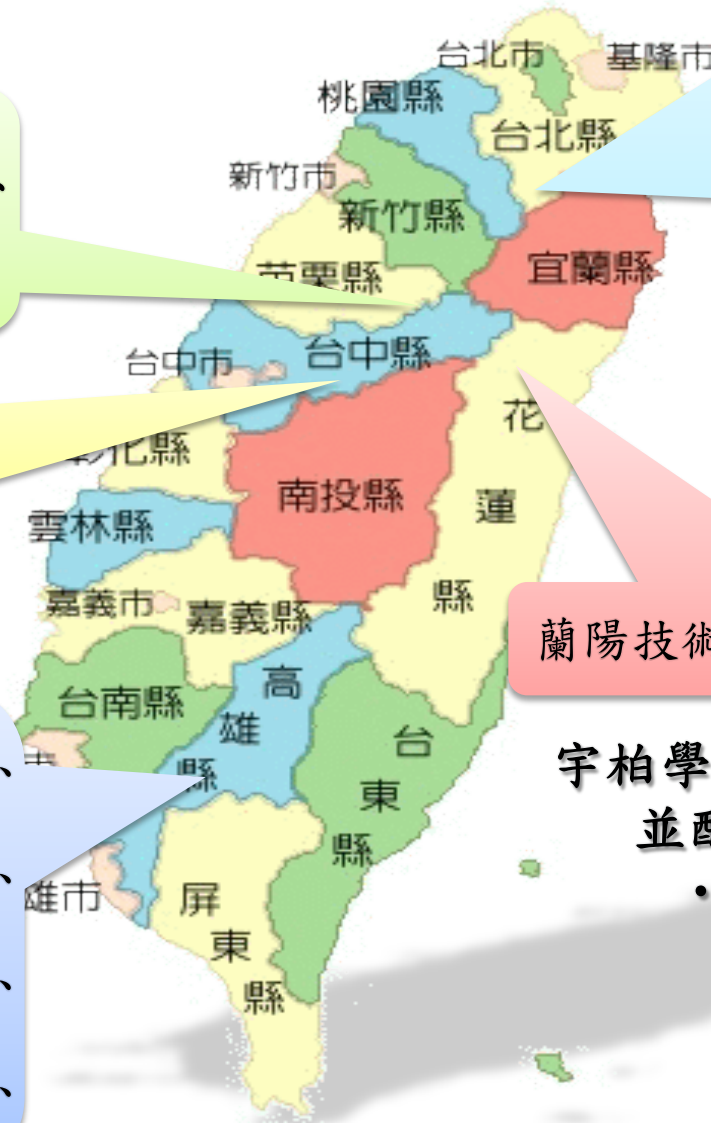 台北市
基隆市
桃園縣
台北縣
新竹市
新竹縣
宜蘭縣
苗栗縣
台中市
台中縣
花
蓮
縣
彰化縣
南投縣
雲林縣
嘉義市
嘉義縣
蘭陽技術
高
雄
縣
台南縣
市
台
東
縣
宇柏學
並酉
雄市
屏
東
縣
、
、
、
、
、